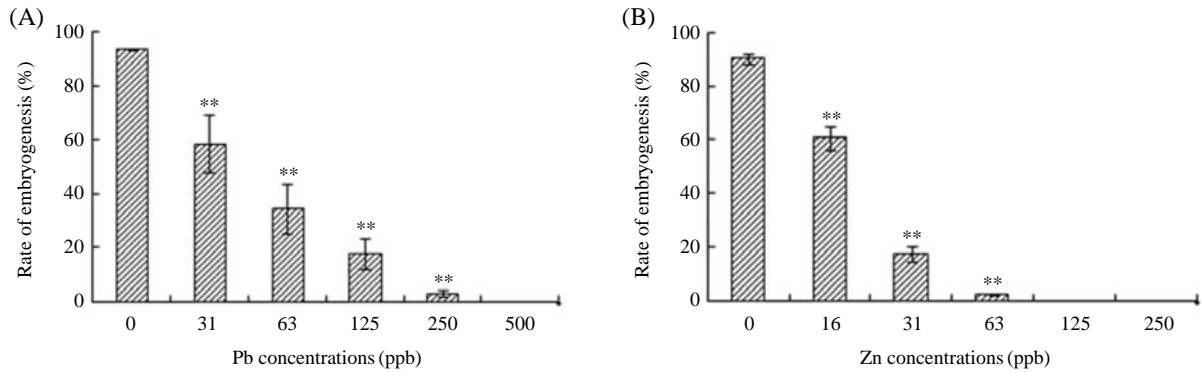 (A)
Rate of embryogenesis (%)
100
80
60
40
20
0
**
**
**
**
0 31 63 125 250 500
Pb concentrations (ppb)
(B)
Rate of embryogenesis (%)
100
80
60
40
20
0
**
**
**
0 16 31 63 125 250
Zn concentrations (ppb)